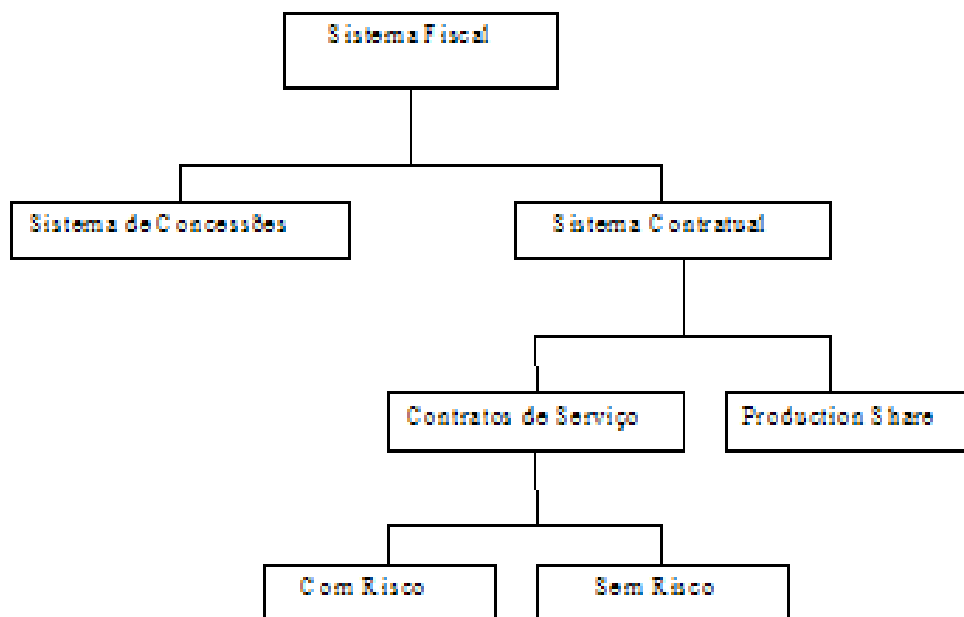 Sistema Fiscal
Sistema de Concessões
Sistema Contratual
Contratos de Serviço
Production Share
Com Risco
Sem Risco